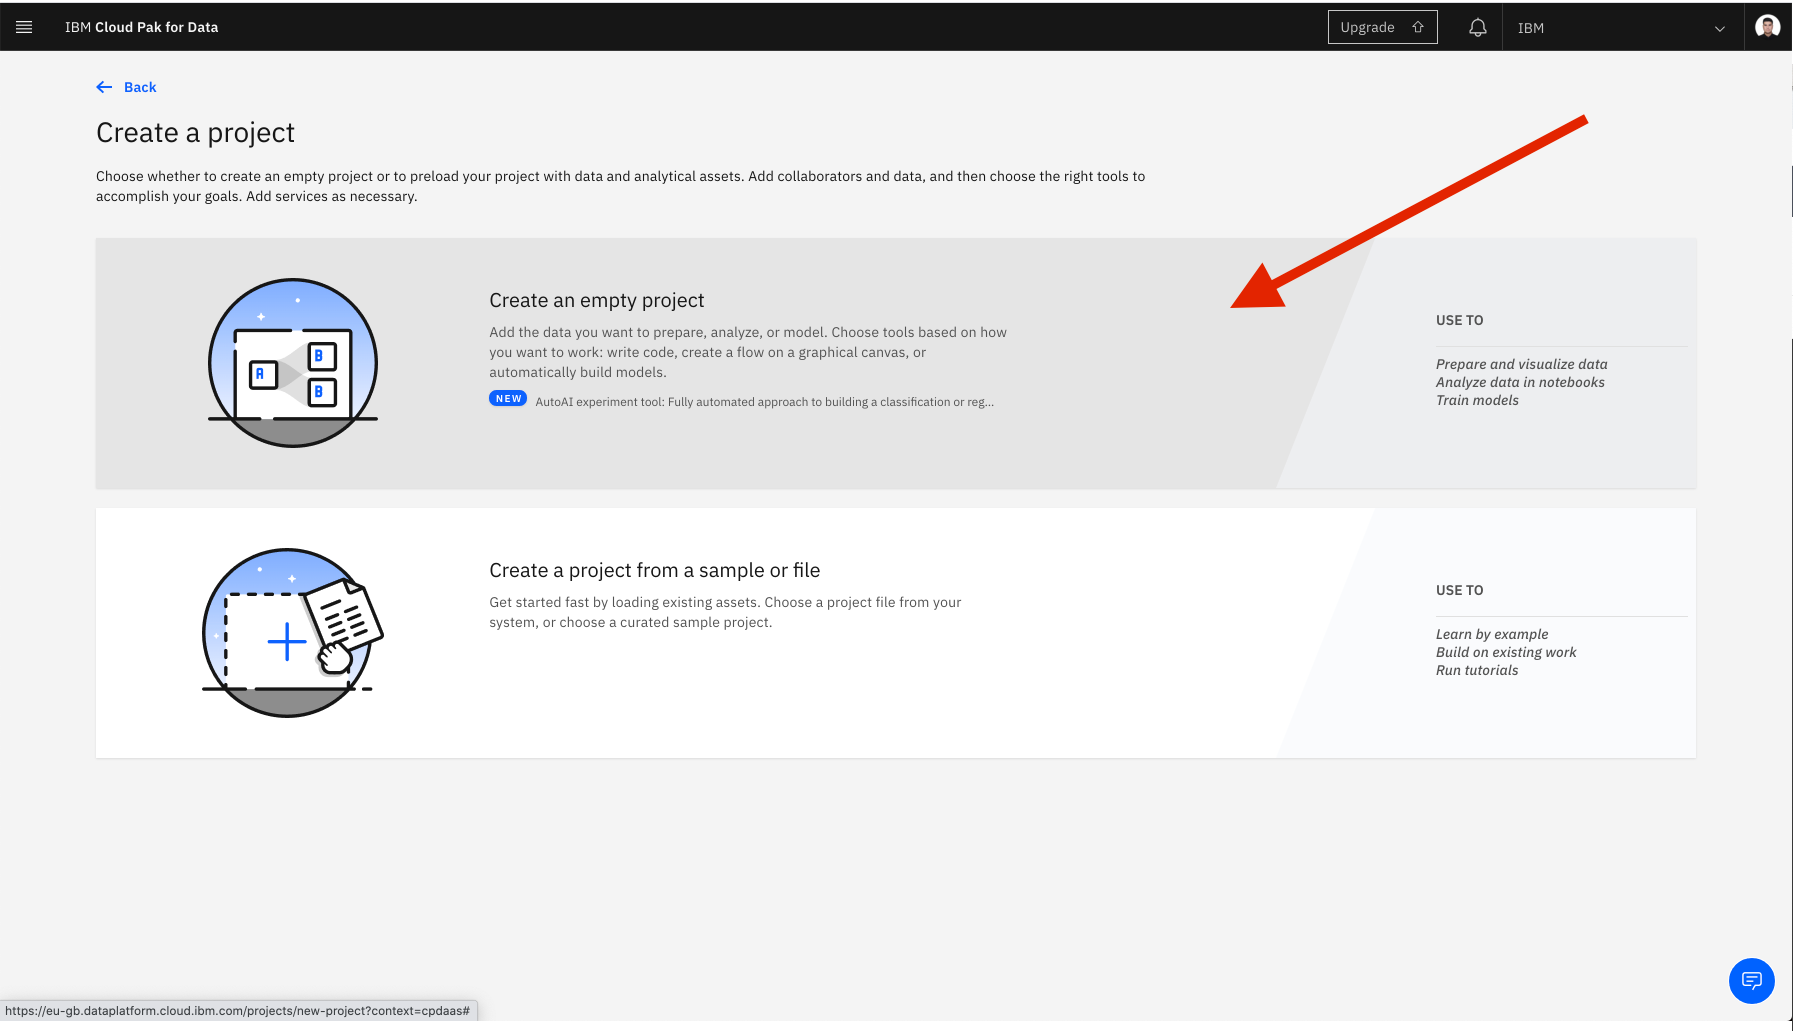 IBM Cloud Pak for Data
Upgrade
IBM
Back
Create a project
Choose whether to create an empty project or to preload your project with data and analytical assets. Add collaborators and data, and then choose the right tools to
accomplish your goals. Add services as necessary.
A
B
B
Create an empty project
Add the data you want to prepare, analyze, or model. Choose tools based on how
you want to work: write code, create a flow on a graphical canvas, or
automatically build models.
NEW AutoAI experiment tool: Fully automated approach to building a classification or reg...
USE TO
Prepare and visualize data
Analyze data in notebooks
Train models
Create a project from a sample or file
Get started fast by loading existing assets. Choose a project file from your
system, or choose a curated sample project.
USE TO
Learn by example
Build on existing work
Run tutorials
https://eu-gb.dataplatform.cloud.ibm.com/projects/new-project?context=cpdaas#